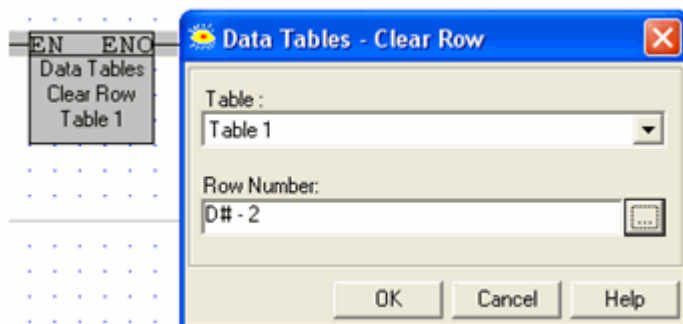 EN ENO
Data Tables
Clear Row
Table 1
Data Tables - Clear Row
Table :
Table 1
Row Number:
D# - 2
...
OK Cancel Help